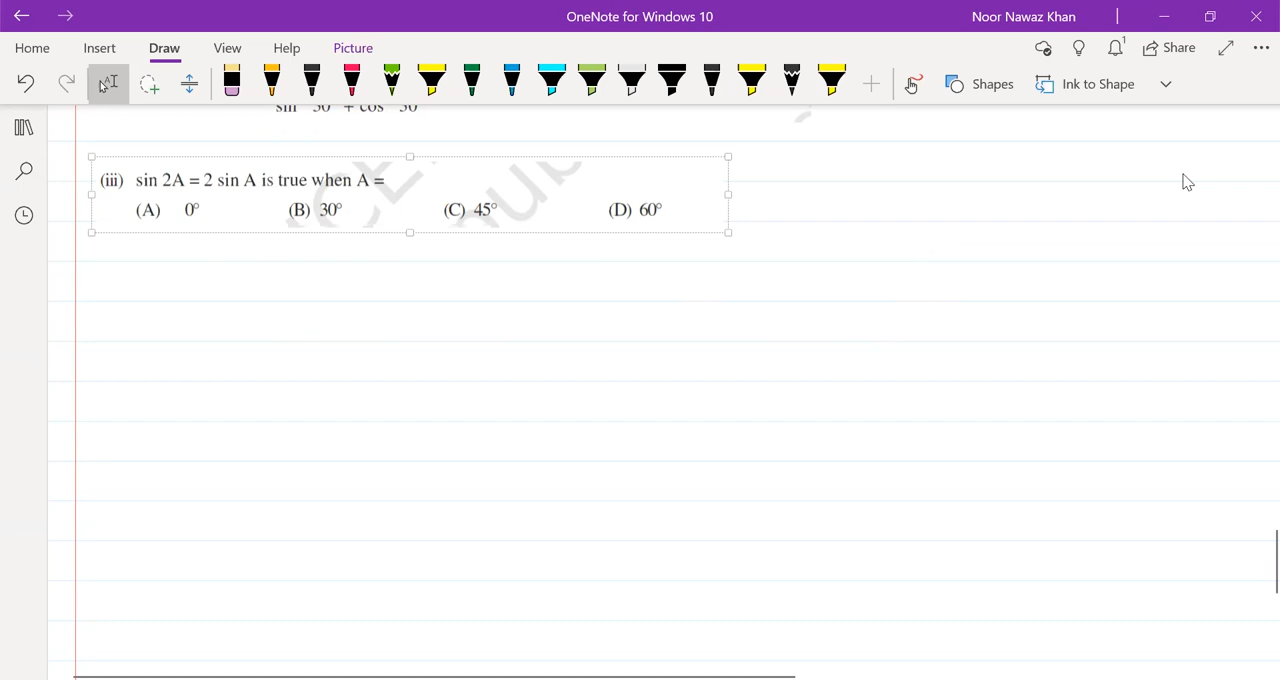 OneNote for Windows 10
Noor Nawaz Khan
Home Insert Draw View Help Picture
1 Share
Shapes Ink to Shape
(iii) sin 2A = 2 sin A is true when A =
(A) 0° (B) 30° (C) 45° (D) 60°